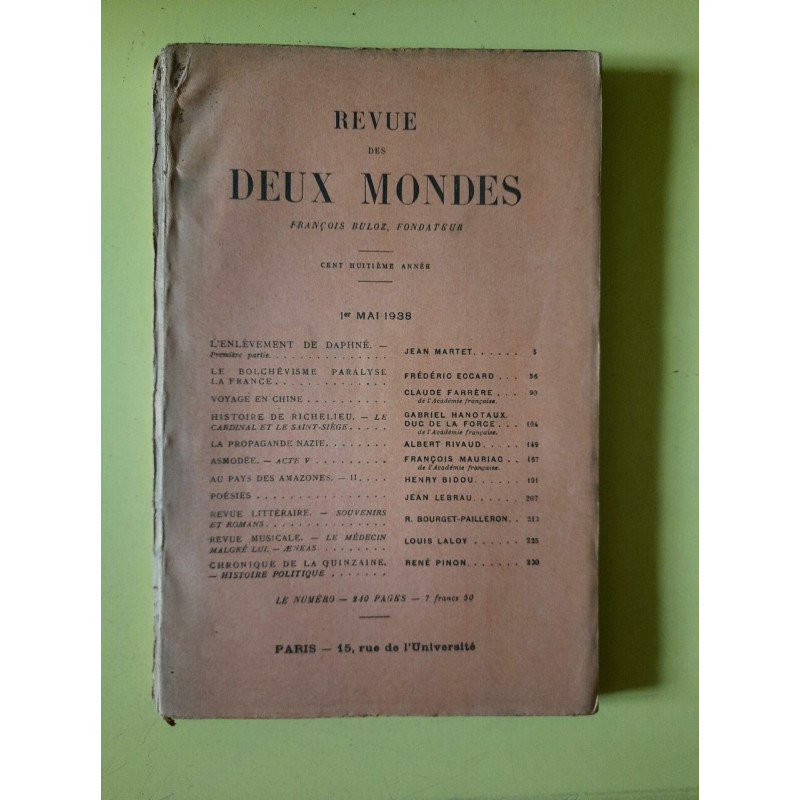 REVUE
DES
DEUX MONDES
FRANÇOIS BULOZ, FONDATEUR
CENT HUITIÈME ANNÉE
1er MAI 1938
L'ENLÈVEMENT DE DAPHNÉ. —
Première partie. . . . . . . . . . . . . . . JEAN MARTET. . . . . . 5
LE BOLCHÉVISME PARALYSE
LA FRANCE. . . . . . . . . . . . . . FRÉDÉRIC ECCARD . . . 56
VOYAGE EN CHINE . . . . . . . . . . CLAUDE FARRÈRE . . . 90
de l'Académie française.
HISTOIRE DE RICHELIEU. — LE
CARDINAL ET LE SAINT-SIÈGE. . . . . GABRIEL HANOTAUX.
DUC DE LA FORCE . . . 104
de l'Académie française.
LA PROPAGANDE NAZIE. . . . . . . . ALBERT RIVAUD. . . . . 149
ASMODÉE. — ACTE V . . . . . . . . . FRANÇOIS MAURIAC . . 167
de l'Académie française.
AU PAYS DES AMAZONES. — II. . . . HENRY BIDOU. . . . . . 191
POÉSIES . . . . . . . . . . . . . . . . JEAN LEBRAU. . . . . . 207
REVUE LITTÉRAIRE. — SOUVENIRS
ET ROMANS. . . . . . . . . . . . . . . R. BOURGET-PAILLERON. . 213
REVUE MUSICALE. — LE MÉDECIN
MALGRÉ LUI. — ÆNEAS. . . . . . . . . LOUIS LALOY . . . . . . 225
CHRONIQUE DE LA QUINZAINE.
— HISTOIRE POLITIQUE . . . . . . . RENÉ PINON. . . . . . . 230
LE NUMÉRO — 240 PAGES — 7 francs 50
PARIS — 15, rue de l'Université